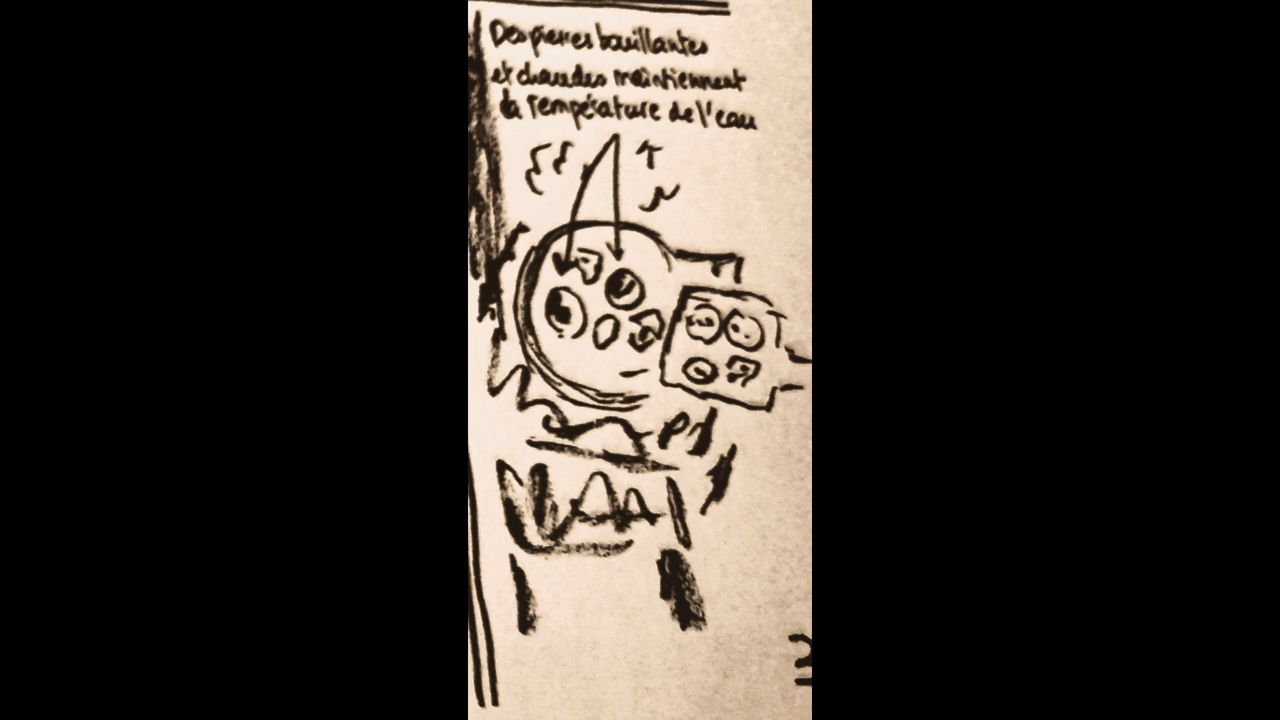 Des pierres bouillantes
et chaudes maintiennent
la température de l'eau